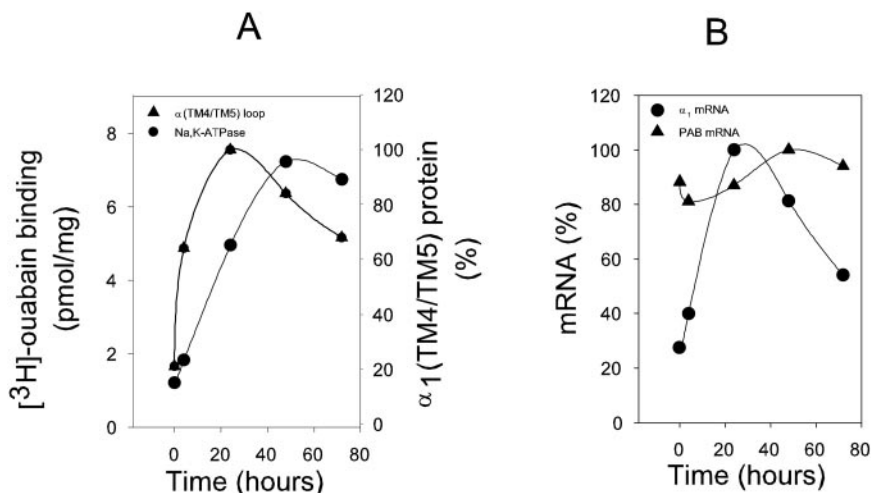 A
[³H]-ouabain binding
(pmol/mg)
8
6
4
2
0
α(TM4/TM5) loop
Na,K-ATPase
120
100
80
60
40
20
0
α₁(TM4/TM5) protein
(%)
0 20 40 60 80
Time (hours)
B
mRNA (%)
120
100
80
60
40
20
0
α₁ mRNA
PAB mRNA
0 20 40 60 80
Time (hours)